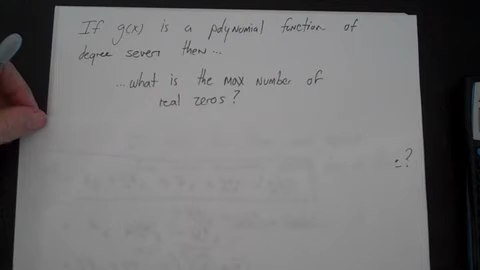 If g(x) is a polynomial function of
degree seven then...
...what is the max number of
real zeros?
?